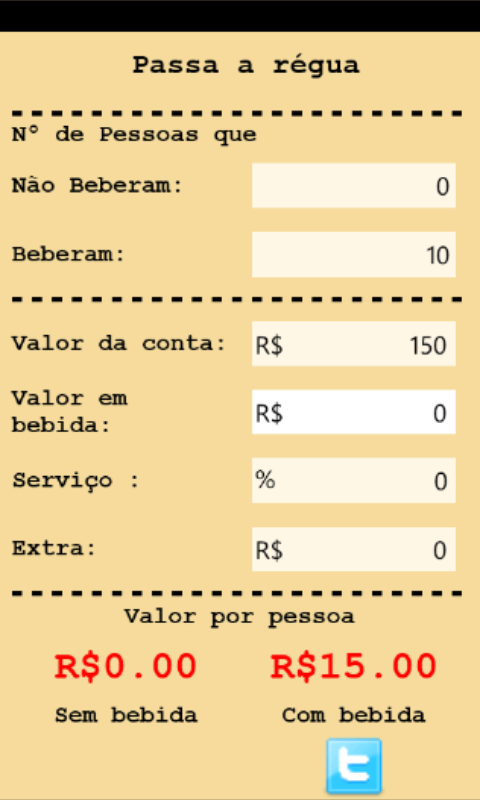 Passa a régua
Nº de Pessoas que
Não Beberam: 0
Beberam: 10
Valor da conta: R$ 150
Valor em
bebida: R$ 0
Serviço : % 0
Extra: R$ 0
Valor por pessoa
R$0.00 R$15.00
Sem bebida Com bebida